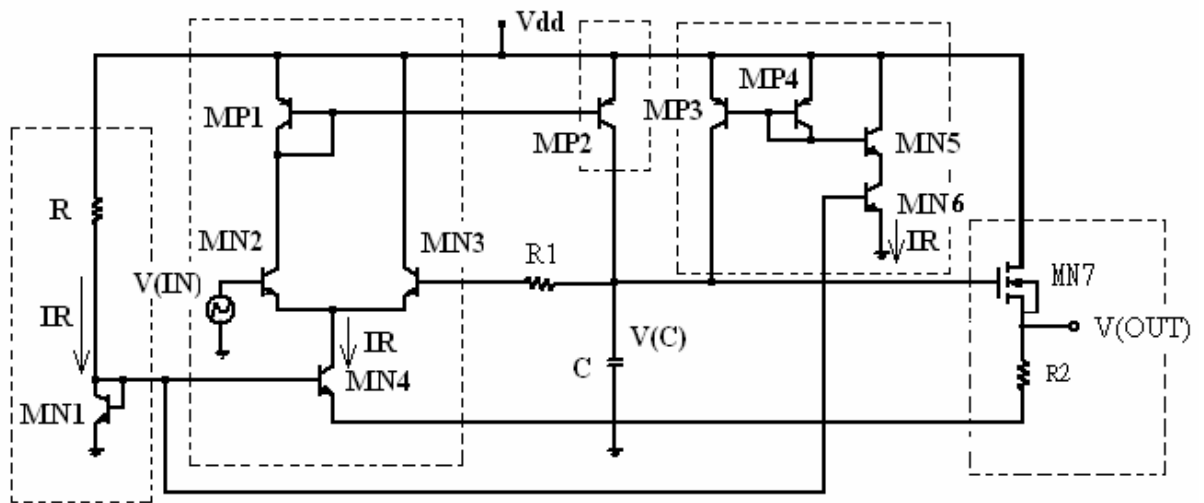 Vdd
MP1
MP2
MP3
MP4
MN5
R
MN2
MN3
R1
MN6
IR
MN7
V(IN)
IR
IR
V(C)
V(OUT)
C
MN4
R2
MN1